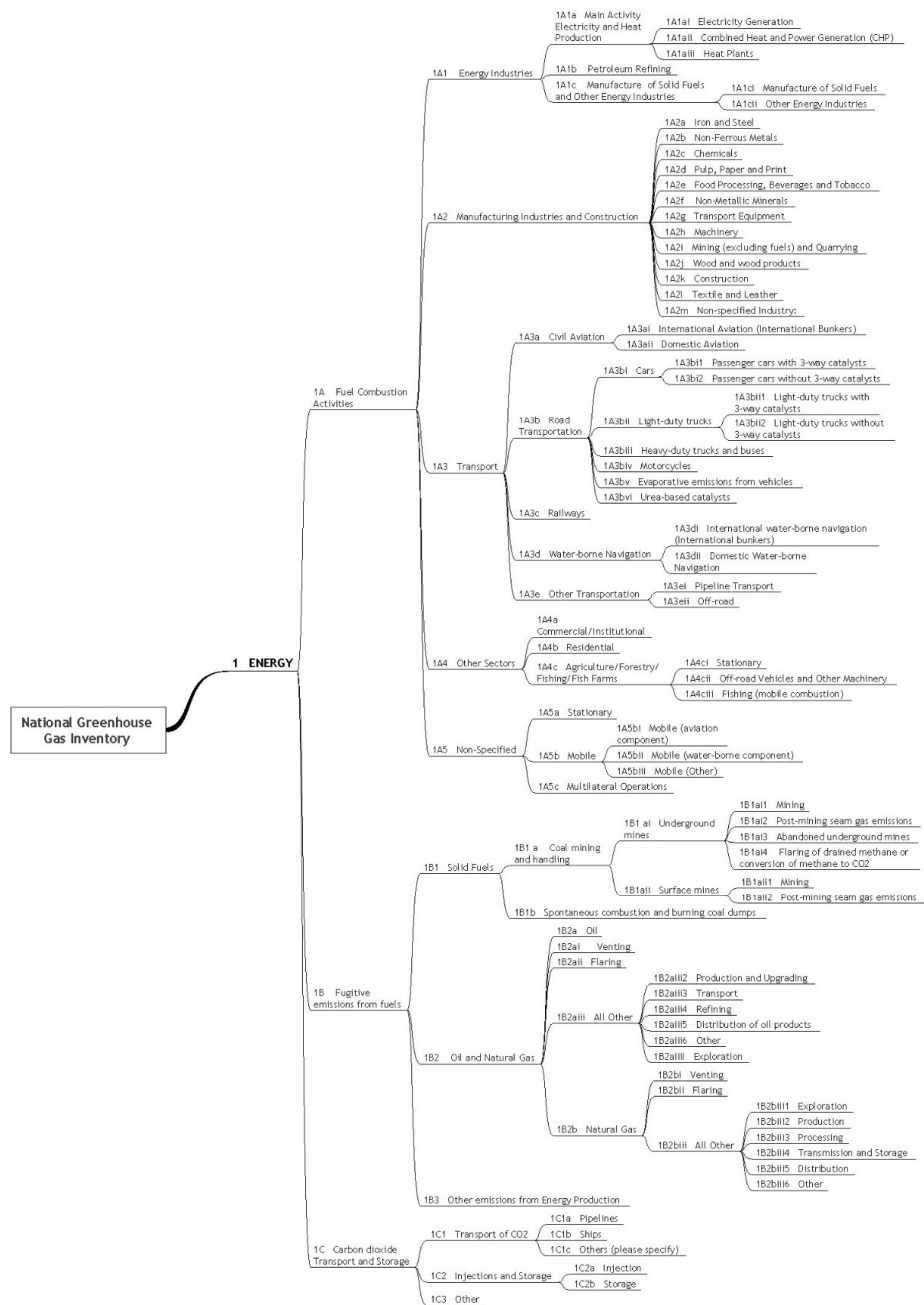 National Greenhouse
Gas Inventory
1 ENERGY
1A Fuel Combustion
Activities
1A1 Energy Industries
1A1a Main Activity
Electricity and Heat
Production
1A1ai Electricity Generation
1A1aii Combined Heat and Power Generation (CHP)
1A1aiii Heat Plants
1A1b Petroleum Refining
1A1c Manufacture of Solid Fuels
and Other Energy Industries
1A1ci Manufacture of Solid Fuels
1A1cii Other Energy Industries
1A2 Manufacturing Industries and Construction
1A2a Iron and Steel
1A2b Non-Ferrous Metals
1A2c Chemicals
1A2d Pulp, Paper and Print
1A2e Food Processing, Beverages and Tobacco
1A2f Non-Metallic Minerals
1A2g Transport Equipment
1A2h Machinery
1A2i Mining (excluding fuels) and Quarrying
1A2j Wood and wood products
1A2k Construction
1A2l Textile and Leather
1A2m Non-specified Industry:
1A3 Transport
1A3a Civil Aviation
1A3ai International Aviation (International Bunkers)
1A3aii Domestic Aviation
1A3b Road
Transportation
1A3bi Cars
1A3bi1 Passenger cars with 3-way catalysts
1A3bi2 Passenger cars without 3-way catalysts
1A3bii Light-duty trucks
1A3bii1 Light-duty trucks with
3-way catalysts
1A3bii2 Light-duty trucks without
3-way catalysts
1A3biii Heavy-duty trucks and buses
1A3biv Motorcycles
1A3bv Evaporative emissions from vehicles
1A3bvi Urea-based catalysts
1A3c Railways
1A3d Water-borne Navigation
1A3di International water-borne navigation
(International bunkers)
1A3dii Domestic Water-borne
Navigation
1A3e Other Transportation
1A3ei Pipeline Transport
1A3eii Off-road
1A4 Other Sectors
1A4a
Commercial/Institutional
1A4b Residential
1A4c Agriculture/Forestry/
Fishing/Fish Farms
1A4ci Stationary
1A4cii Off-road Vehicles and Other Machinery
1A4ciii Fishing (mobile combustion)
1A5 Non-Specified
1A5a Stationary
1A5b Mobile
1A5bi Mobile (aviation
component)
1A5bii Mobile (water-borne component)
1A5biii Mobile (Other)
1A5c Multilateral Operations
1B Fugitive
emissions from fuels
1B1 Solid Fuels
1B1 a Coal mining
and handling
1B1 ai Underground
mines
1B1ai1 Mining
1B1ai2 Post-mining seam gas emissions
1B1ai3 Abandoned underground mines
1B1ai4 Flaring of drained methane or
conversion of methane to CO2
1B1aii Surface mines
1B1aii1 Mining
1B1aii2 Post-mining seam gas emissions
1B1b Spontaneous combustion and burning coal dumps
1B2 Oil and Natural Gas
1B2a Oil
1B2ai Venting
1B2aii Flaring
1B2aiii All Other
1B2aiii2 Production and Upgrading
1B2aiii3 Transport
1B2aiii4 Refining
1B2aiii5 Distribution of oil products
1B2aiii6 Other
1B2aiiii Exploration
1B2b Natural Gas
1B2bi Venting
1B2bii Flaring
1B2biii All Other
1B2biii1 Exploration
1B2biii2 Production
1B2biii3 Processing
1B2biii4 Transmission and Storage
1B2biii5 Distribution
1B2biii6 Other
1B3 Other emissions from Energy Production
1C Carbon dioxide
Transport and Storage
1C1 Transport of CO2
1C1a Pipelines
1C1b Ships
1C1c Others (please specify)
1C2 Injections and Storage
1C2a Injection
1C2b Storage
1C3 Other